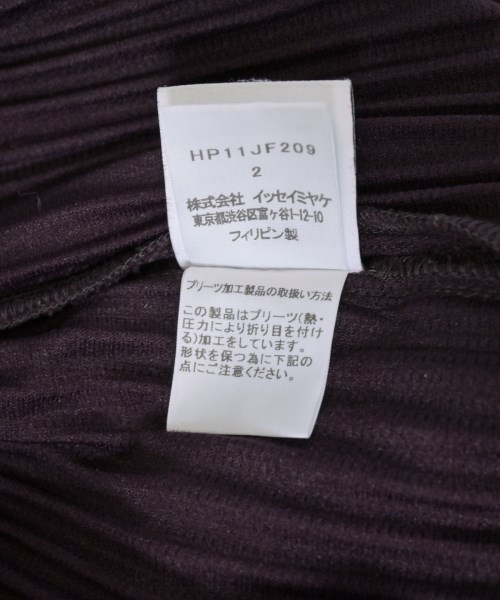 HP11JF209
2
株式会社 イッセイミヤケ
東京都渋谷区富ヶ谷1-12-10
フィリピン製
プリーツ加工製品の取扱い方法
この製品はプリーツ(熱・
圧力により折り目を付け
る)加工をしています。
形状を保つ為に下記の
点にご注意ください。